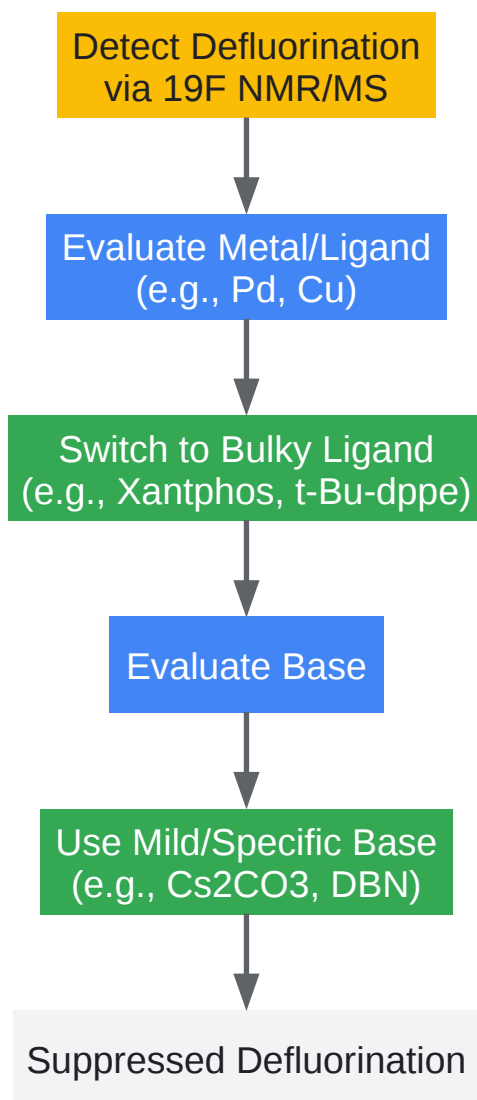 Detect Defluorination
via 19F NMR/MS
Evaluate Metal/Ligand
(e.g., Pd, Cu)
Switch to Bulky Ligand
(e.g., Xantphos, t-Bu-dppe)
Evaluate Base
Use Mild/Specific Base
(e.g., Cs2CO3, DBN)
Suppressed Defluorination